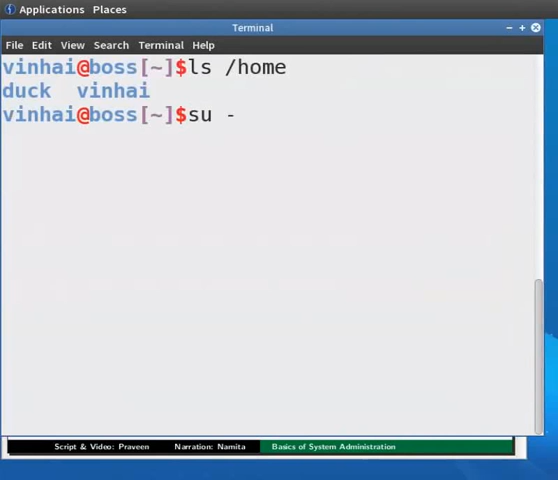 Applications Places
Terminal
File Edit View Search Terminal Help
vinhai@boss[~]$ls /home
duck vinhai
vinhai@boss[~]$su -
Script & Video: Praveen Narration: Namita Basics of System Administration